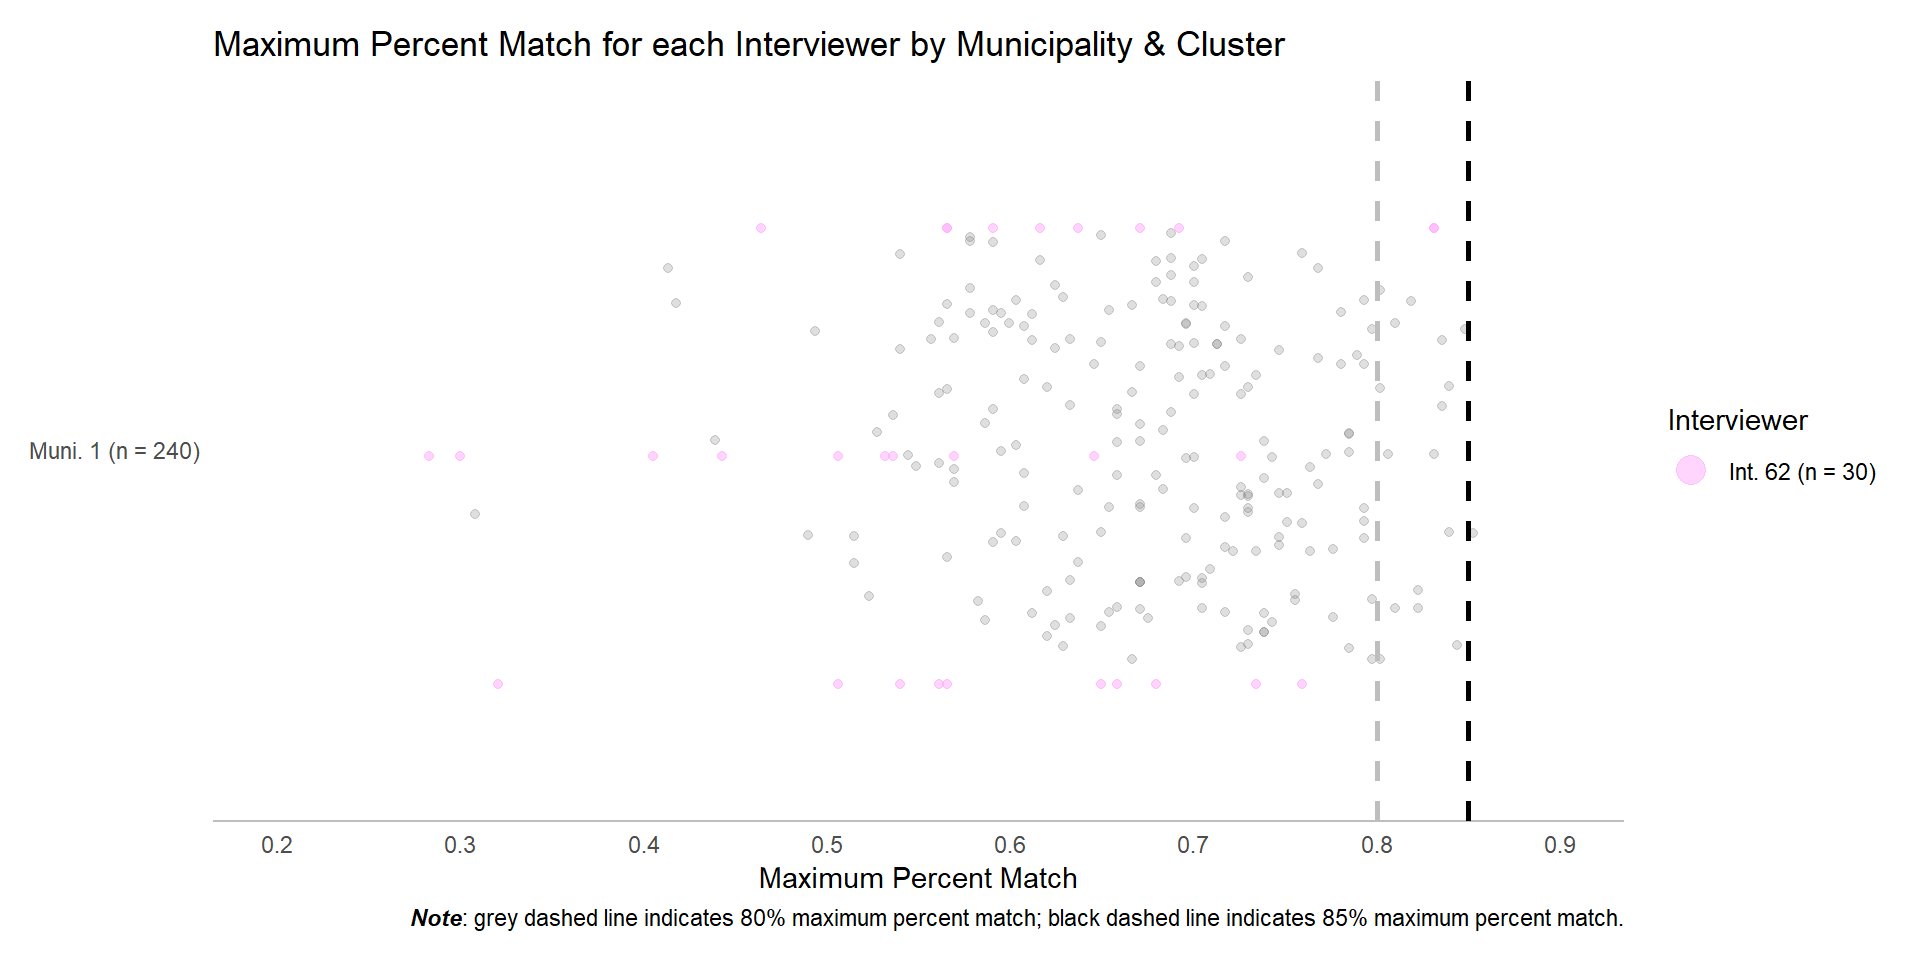 Maximum Percent Match for each Interviewer by Municipality & Cluster
Muni. 1 (n = 240)
Interviewer
Int. 62 (n = 30)
0.2 0.3 0.4 0.5 0.6 0.7 0.8 0.9
Maximum Percent Match
Note: grey dashed line indicates 80% maximum percent match; black dashed line indicates 85% maximum percent match.